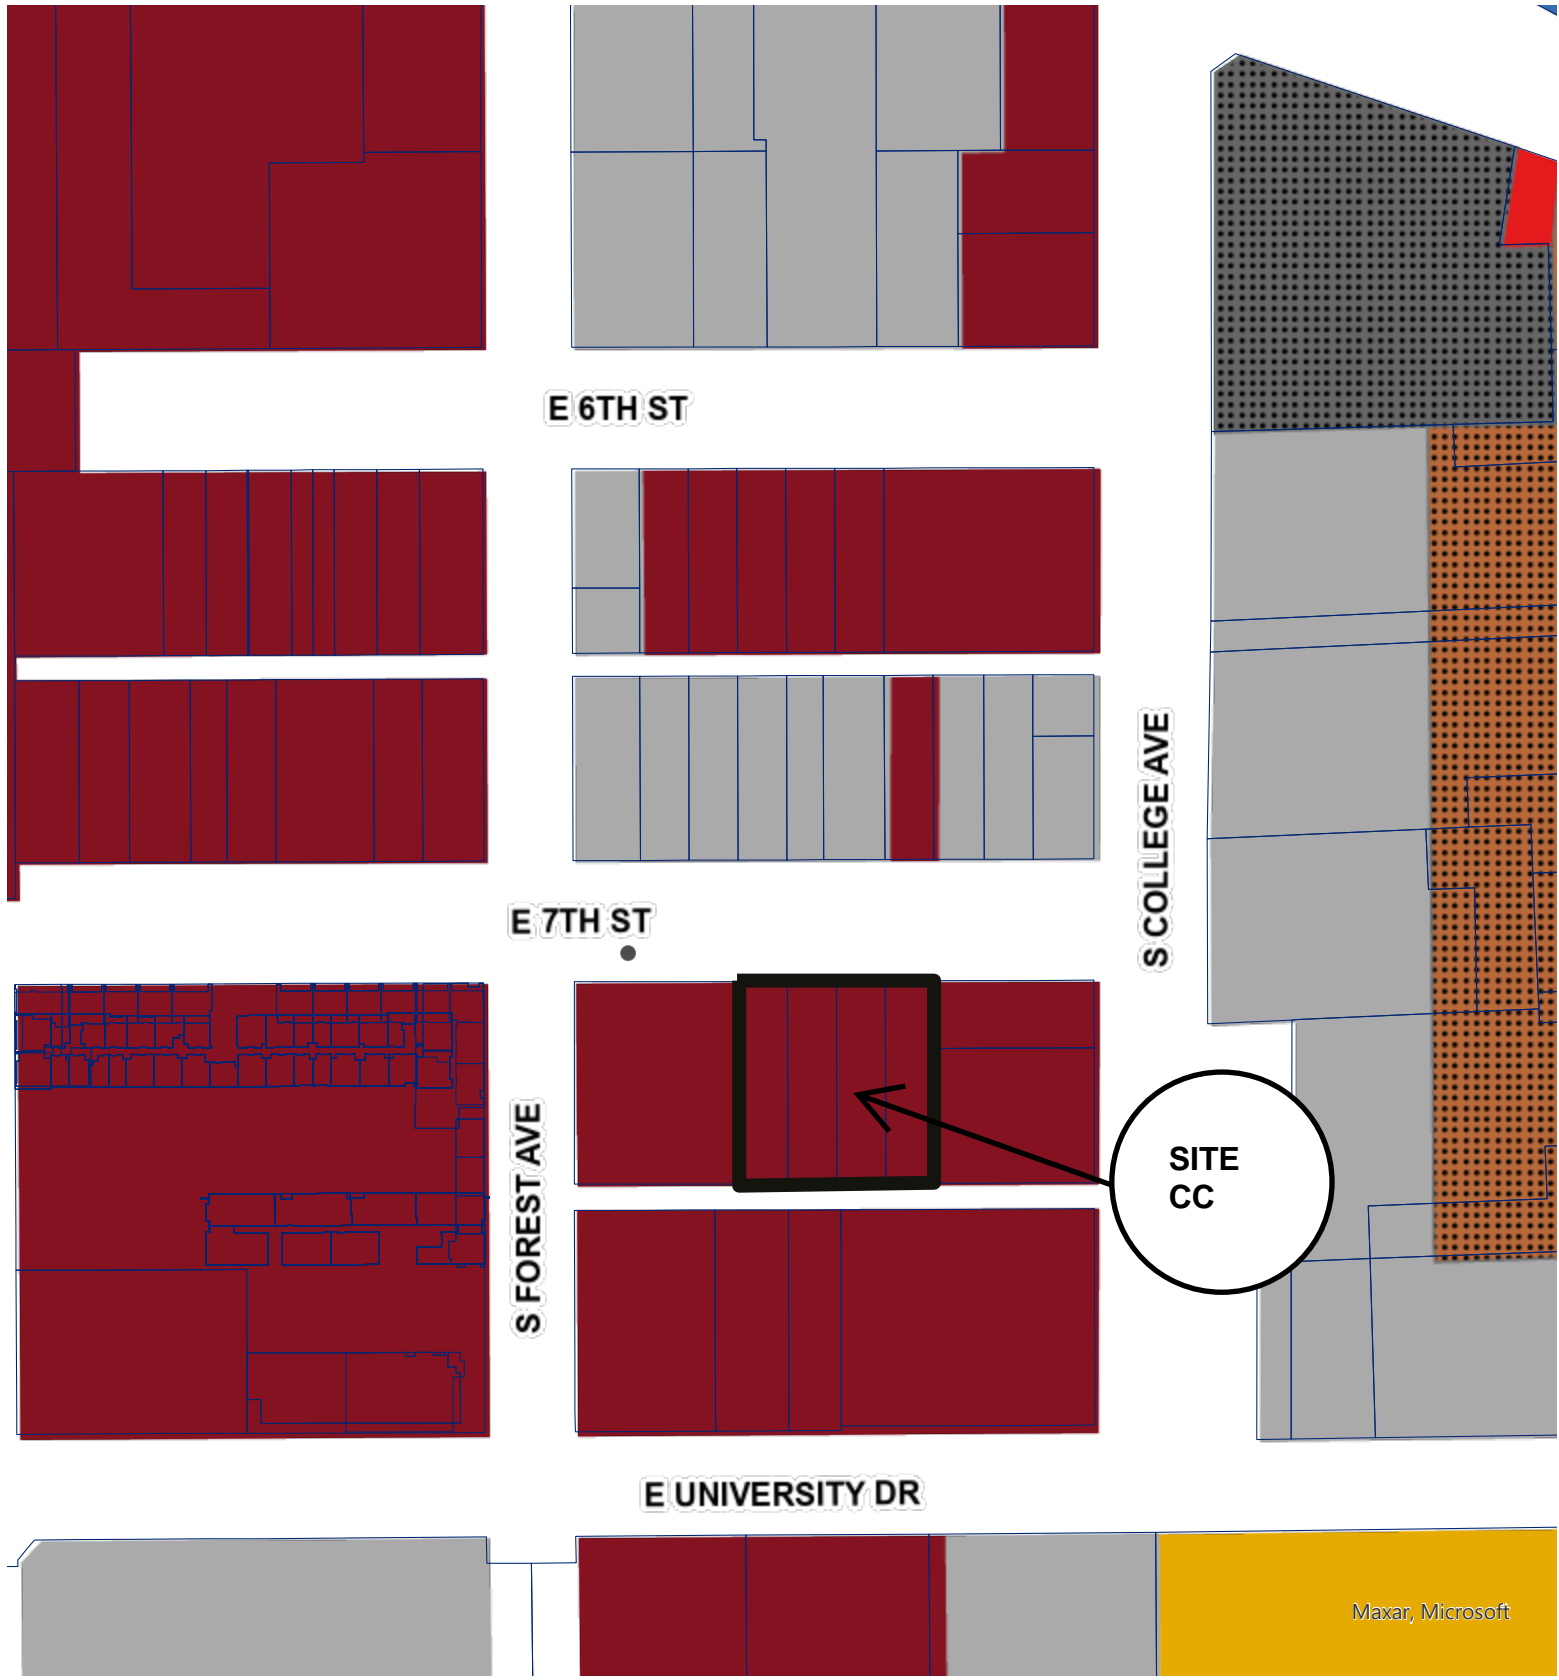 E 6TH ST
S COLLEGE AVE
E 7TH ST
S FOREST AVE
SITE
CC
E UNIVERSITY DR
Maxar, Microsoft